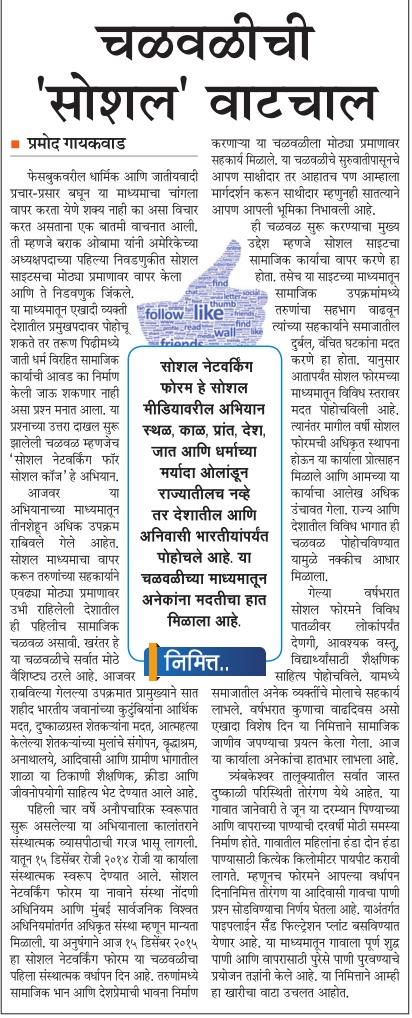 चळवळीची
'सोशल' वाटचाल
प्रमोद गायकवाड
फेसबुकवरील धार्मिक आणि जातीयवादी
प्रचार-प्रसार बघून या माध्यमाचा चांगला
वापर करता येणे शक्य नाही का असा विचार
करत असताना एक बातमी वाचनात आली.
ती म्हणजे बराक ओबामा यांनी अमेरिकेच्या
अध्यक्षपदाच्या पहिल्या निवडणुकीत सोशल
साइटसचा मोठ्या प्रमाणावर वापर केला
आणि ते निडवणुक जिंकले.
या माध्यमातून एखादी व्यक्ती
देशातील प्रमुखपदावर पोहोचू
शकते तर तरूण पिढीमध्ये
जाती धर्म विरहित सामाजिक
कार्याची आवड का निर्माण
केली जाऊ शकणार नाही
असा प्रश्न मनात आला. या
प्रश्नाच्या उत्तरा दाखल सुरू
झालेली चळवळ म्हणजेच
'सोशल नेटवर्किंग फॉर
सोशल कॉज' हे अभियान.
आजवर या
अभियानाच्या माध्यमातून
तीनशेहून अधिक उपक्रम
राबविले गेले आहेत.
सोशल माध्यमाचा वापर
करून तरुणांच्या सहकार्याने
एवढ्या मोठ्या प्रमाणावर
उभी राहिलेली देशातील
ही पहिलीच सामाजिक
चळवळ असावी. खरंतर हे
या चळवळीचे सर्वात मोठे
वैशिष्ट्य ठरले आहे. आजवर
राबविल्या गेलेल्या उपक्रमात प्रामुख्याने सात
शहीद भारतीय जवानांच्या कुटुंबियांना आर्थिक
मदत, दुष्काळग्रस्त शेतकऱ्यांना मदत, आत्महत्या
केलेल्या शेतकऱ्यांच्या मुलांचे संगोपन, वृद्धाश्रम,
अनाथालये, आदिवासी आणि ग्रामीण भागातील
शाळा या ठिकाणी शैक्षणिक, क्रीडा आणि
जीवनोपयोगी साहित्य भेट देण्यात आले आहे.
पहिली चार वर्षे अनौपचारिक स्वरूपात
सुरू असलेल्या या अभियानाला कालांतराने
संस्थात्मक व्यासपीठाची गरज भासू लागली.
यातून १५ डिसेंबर रोजी २०१४ रोजी या कार्याला
संस्थात्मक स्वरूप देण्यात आले. सोशल
नेटवर्किंग फोरम या नावाने संस्था नोंदणी
अधिनियम आणि मुंबई सार्वजनिक विश्वत
अधिनियमांतर्गत अधिकृत संस्था म्हणून मान्यता
मिळाली. या अनुषंगाने आज १५ डिसेंबर २०१५
हा सोशल नेटवर्किंग फोरम या चळवळीचा
पहिला संस्थात्मक वर्धापन दिन आहे. तरुणांमध्ये
सामाजिक भान आणि देशप्रेमाची भावना निर्माण
follow
like
friends
find
wall
read
user
letter
thumb
सोशल नेटवर्किंग
फोरम हे सोशल
मीडियावरील अभियान
स्थळ, काळ, प्रांत, देश,
जात आणि धर्माच्या
मर्यादा ओलांडून
राज्यातीलच नव्हे
तर देशातील आणि
अनिवासी भारतीयांपर्यंत
पोहोचले आहे. या
चळवळीच्या माध्यमातून
अनेकांना मदतीचा हात
मिळाला आहे.
निमित्त..
करणाऱ्या या चळवळीला मोठ्या प्रमाणावर
सहकार्य मिळाले. या चळवळीचे सुरुवातीपासूनचे
आपण साक्षीदार तर आहातच पण आम्हाला
मार्गदर्शन करून साथीदार म्हणुनही सातत्याने
आपण आपली भूमिका निभावली आहे.
ही चळवळ सुरू करण्याचा मुख्य
उद्देश म्हणजे सोशल साइटचा
सामाजिक कार्याचा वापर करणे हा
होता. तसेच या साइटच्या माध्यमातून
सामाजिक उपक्रमांमध्ये
तरुणांचा सहभाग वाढवून
त्यांच्या सहकार्याने समाजातील
दुर्बल, वंचित घटकांना मदत
करणे हा होता. यानुसार
आतापर्यंत सोशल फोरमच्या
माध्यमातून विविध स्तरावर
मदत पोहोचविली आहे.
त्यानंतर मागील वर्षी सोशल
फोरमची अधिकृत स्थापना
होऊन या कार्याला प्रोत्साहन
मिळाले आणि आमच्या या
कार्याचा आलेख अधिक
उंचावत गेला. राज्य आणि
देशातील विविध भागात ही
चळवळ पोहोचविण्यात
यामुळे नक्कीच आधार
मिळाला.
गेल्या वर्षभरात
सोशल फोरमने विविध
पातळीवर लोकांपर्यंत
देणगी, आवश्यक वस्तू,
विद्यार्थ्यांसाठी शैक्षणिक
साहित्य पोहोचविले. यामध्ये
समाजातील अनेक व्यक्तींचे मोलाचे सहकार्य
लाभले. वर्षभरात कुणाचा वाढदिवस असो
एखादा विशेष दिन या निमित्ताने सामाजिक
जाणीव जपण्याचा प्रयत्न केला गेला. आज
या कार्याला अनेकांचा हातभार लाभला आहे.
त्र्यंबकेश्वर तालूक्यातील सर्वात जास्त
दुष्काळी परिस्थिती तोरंगण येथे आहेत. या
गावात जानेवारी ते जून या दरम्यान पिण्याच्या
आणि वापराच्या पाण्याची दरवर्षी मोठी समस्या
निर्माण होते. गावातील महिलांना हंडा दोन हंडा
पाण्यासाठी कित्येक किलोमीटर पायपीट करावी
लागते. म्हणूनच फोरमने आपल्या वर्धापन
दिनानिमित्त तोरंगण या आदिवासी गावचा पाणी
प्रश्न सोडविण्याचा निर्णय घेतला आहे. याअंतर्गत
पाइपलाईन सँड फिल्ट्रेशन प्लांट बसविण्यात
येणार आहे. या माध्यमातून गावाला पूर्ण शुद्ध
पाणी आणि वापरासाठी पुरेसे पाणी पुरवण्याचे
प्रयोजन तज्ञांनी केले आहे. या निमित्ताने आम्ही
हा खारीचा वाटा उचलत आहोत.